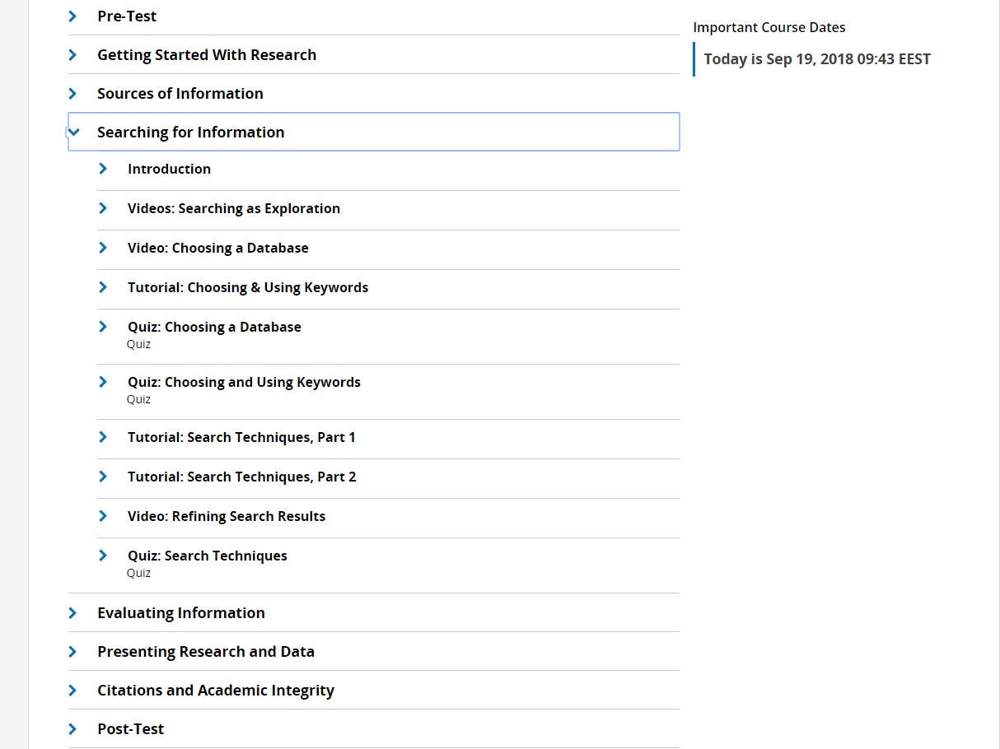 Pre-Test
Getting Started With Research
Sources of Information
Searching for Information
Introduction
Videos: Searching as Exploration
Video: Choosing a Database
Tutorial: Choosing & Using Keywords
Quiz: Choosing a Database
Quiz
Quiz: Choosing and Using Keywords
Quiz
Tutorial: Search Techniques, Part 1
Tutorial: Search Techniques, Part 2
Video: Refining Search Results
Quiz: Search Techniques
Quiz
Evaluating Information
Presenting Research and Data
Citations and Academic Integrity
Post-Test
Important Course Dates
Today is Sep 19, 2018 09:43 EEST